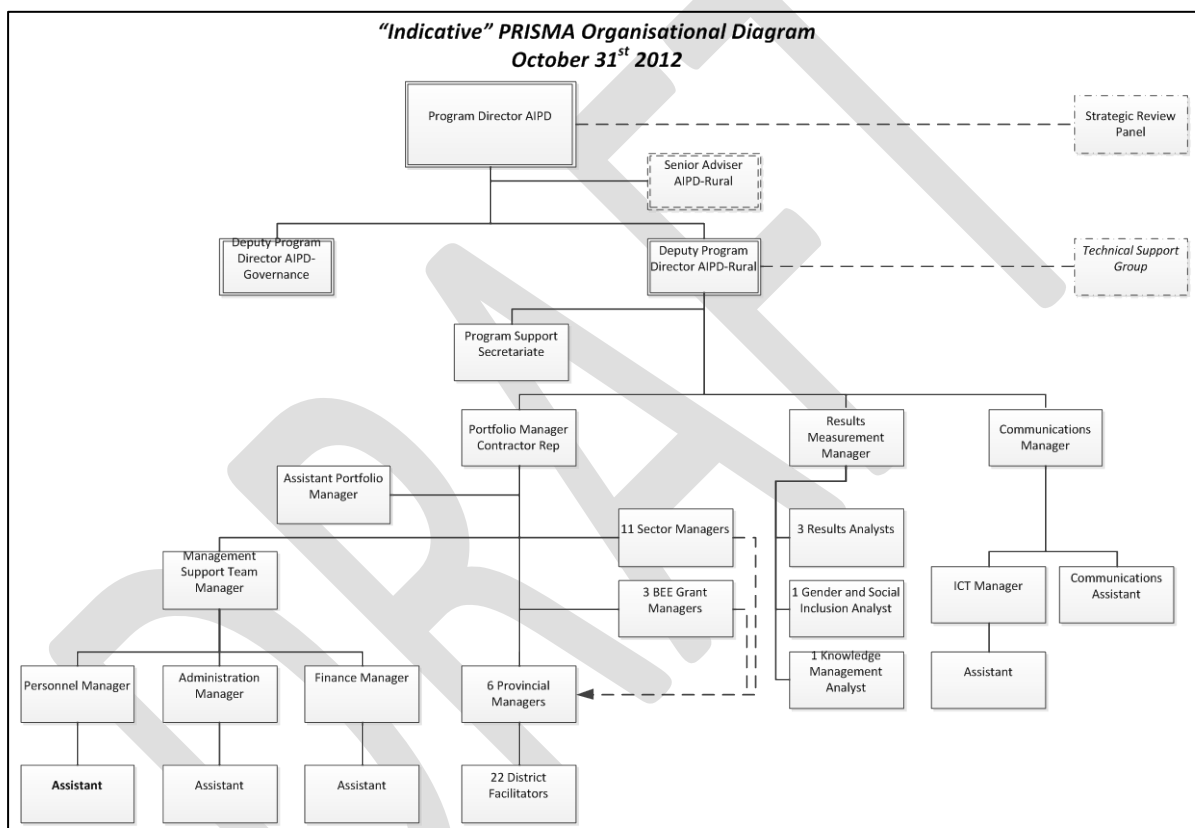 “Indicative” PRISMA Organisational Diagram
October 31st 2012
Program Director AIPD
Strategic Review
Panel
Senior Adviser
AIPD-Rural
Deputy Program
Director AIPD-
Governance
Deputy Program
Director AIPD-Rural
Technical Support
Group
Program Support
Secretariate
Portfolio Manager
Contractor Rep
Results
Measurement
Manager
Communications
Manager
Assistant Portfolio
Manager
11 Sector Managers
3 Results Analysts
Management
Support Team
Manager
3 BEE Grant
Managers
1 Gender and Social
Inclusion Analyst
ICT Manager
Communications
Assistant
Personnel Manager
Administration
Manager
Finance Manager
6 Provincial
Managers
1 Knowledge
Management
Analyst
Assistant
Assistant
Assistant
Assistant
22 District
Facilitators
DRAFT